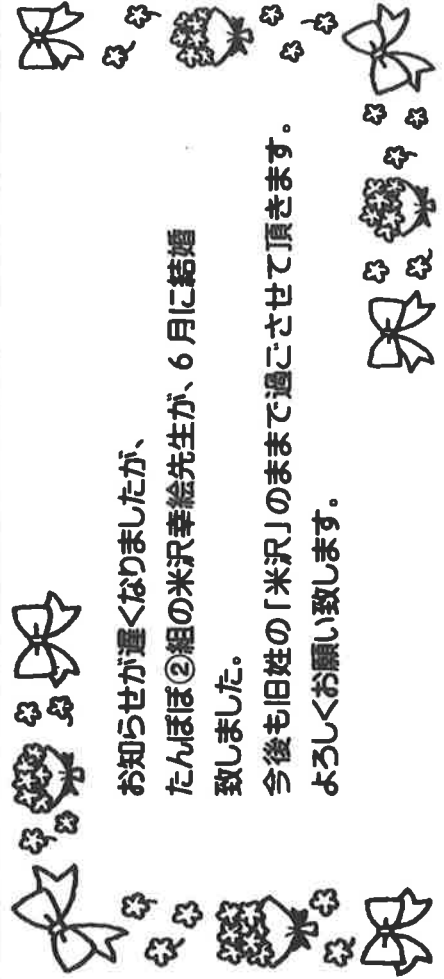 お知らせが遅くなりましたが、
たんぽぽ②組の米沢幸絵先生が、6月に結婚
致しました。
今後も旧姓の「米沢」のままで過ごさせて頂きます。
よろしくお願い致します。